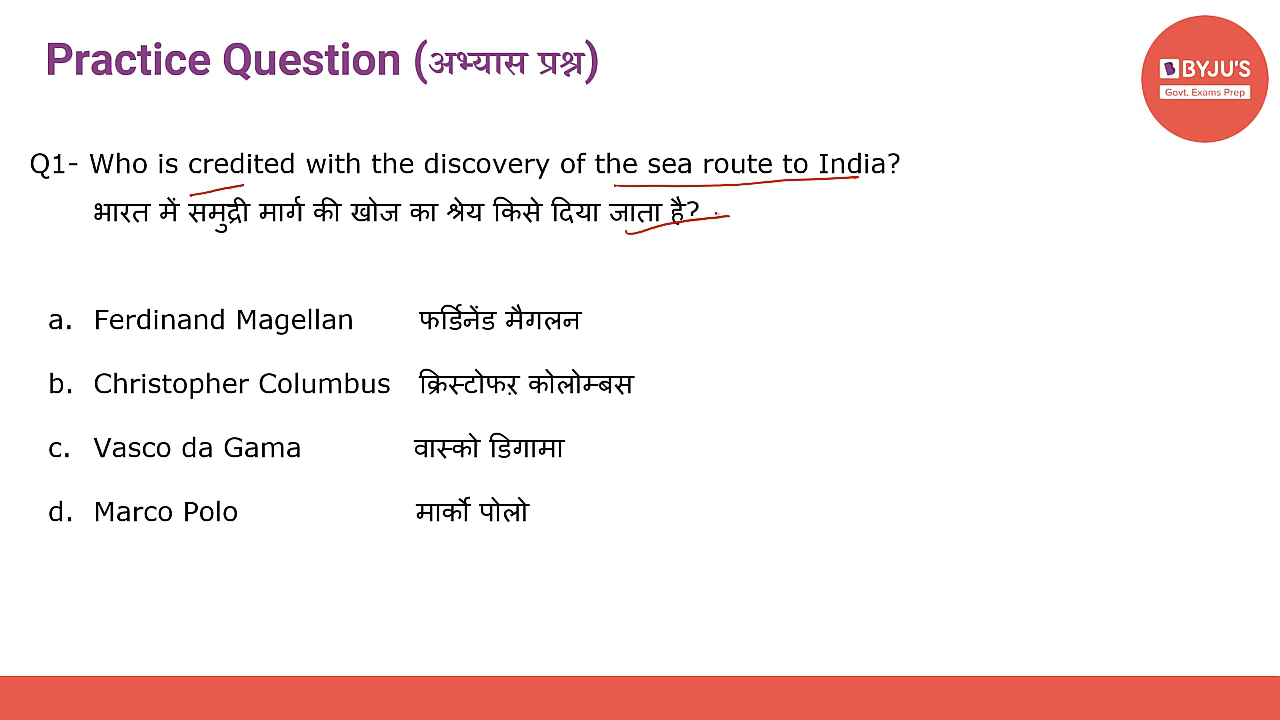 Practice Question (अभ्यास प्रश्न)
BYJU'S
Govt. Exams Prep
Q1- Who is credited with the discovery of the sea route to India?
भारत में समुद्री मार्ग की खोज का श्रेय किसे दिया जाता है?
a. Ferdinand Magellan फर्डिनेंड मैगलन
b. Christopher Columbus क्रिस्टोफऱ कोलोम्बस
c. Vasco da Gama वास्को डिगामा
d. Marco Polo मार्को पोलो